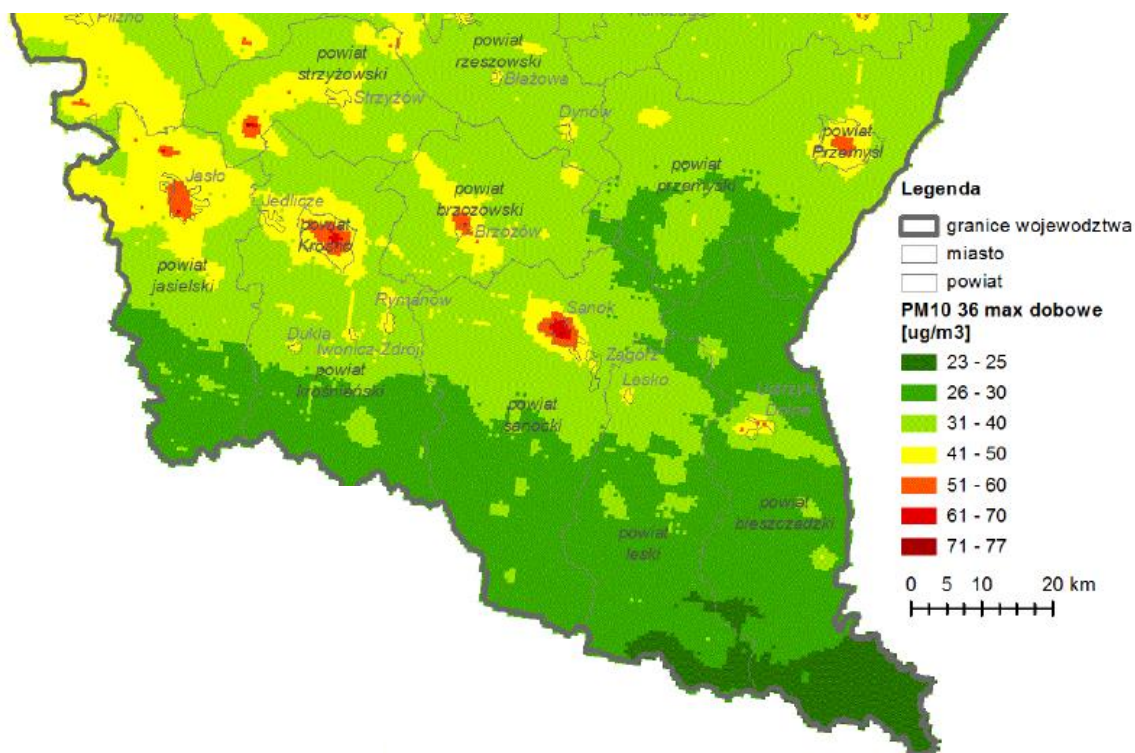 Pilzno
powiat
strzyżowski
Strzyżów
powiat
rzeszowski
Błażowa
Dynów
powiat
Przemyśl
powiat
przemyski
Jasło
Jedlicze
powiat
Krosno
powiat
brzozowski
Brzozów
powiat
jasielski
Rymanów
Dukla
Iwonicz-Zdrój
powiat
krośnieński
Sanok
Zagórz
Lesko
powiat
sanocki
Ustrzyki
Dolne
powiat
leski
powiat
bieszczadzki
Legenda
granice wojewodztwa
miasto
powiat
PM10 36 max dobowe
[ug/m3]
23 - 25
26 - 30
31 - 40
41 - 50
51 - 60
61 - 70
71 - 77
0 5 10 20 km